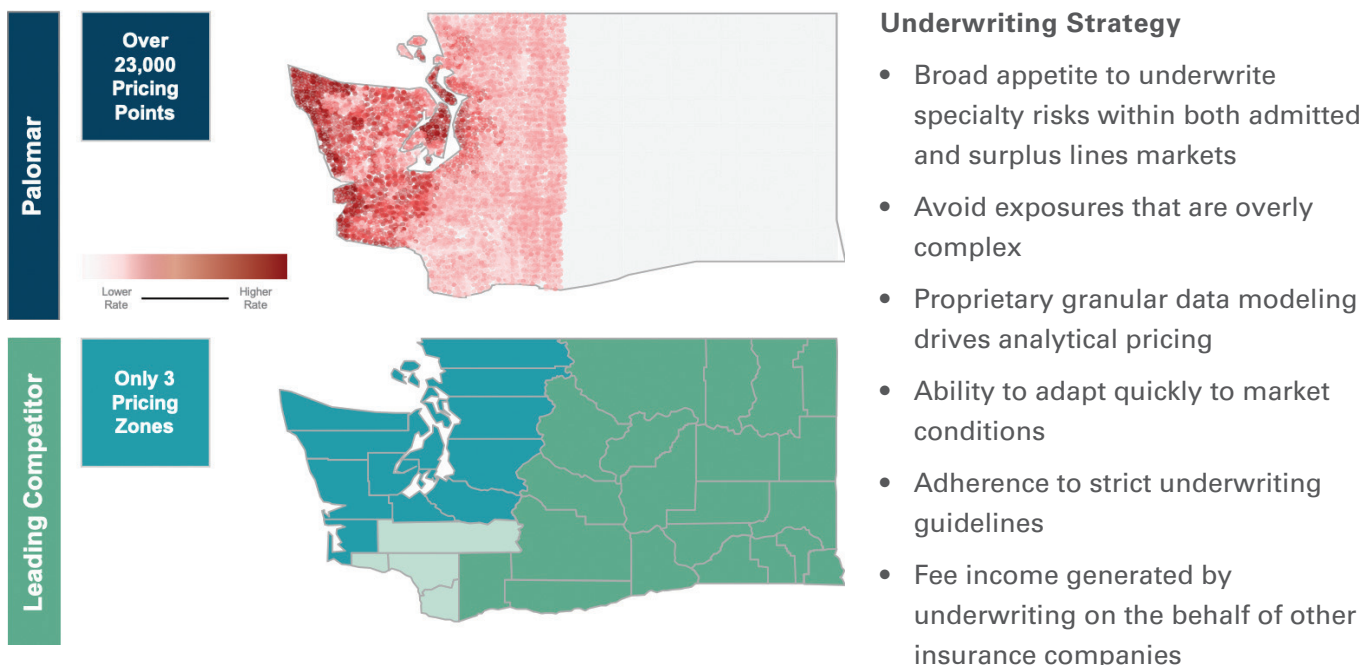 Palomar
Over
23,000
Pricing
Points
Lower
Rate
Higher
Rate
Leading Competitor
Only 3
Pricing
Zones
Underwriting Strategy
• Broad appetite to underwrite
specialty risks within both admitted
and surplus lines markets
• Avoid exposures that are overly
complex
• Proprietary granular data modeling
drives analytical pricing
• Ability to adapt quickly to market
conditions
• Adherence to strict underwriting
guidelines
• Fee income generated by
underwriting on the behalf of other
insurance companies